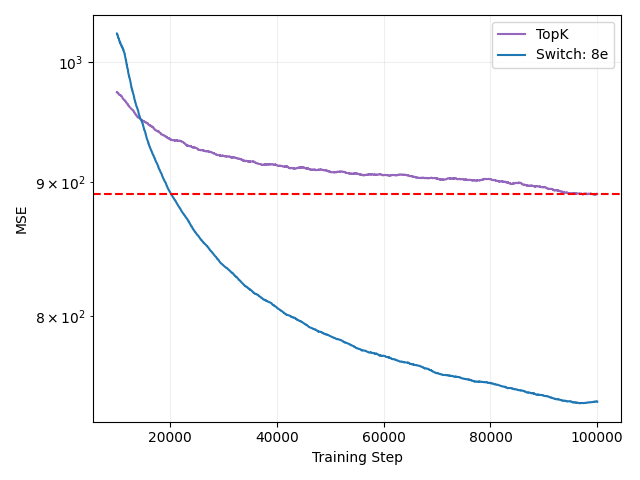 TopK
Switch: 8e
10³
9 × 10²
8 × 10²
MSE
20000 40000 60000 80000 100000
Training Step